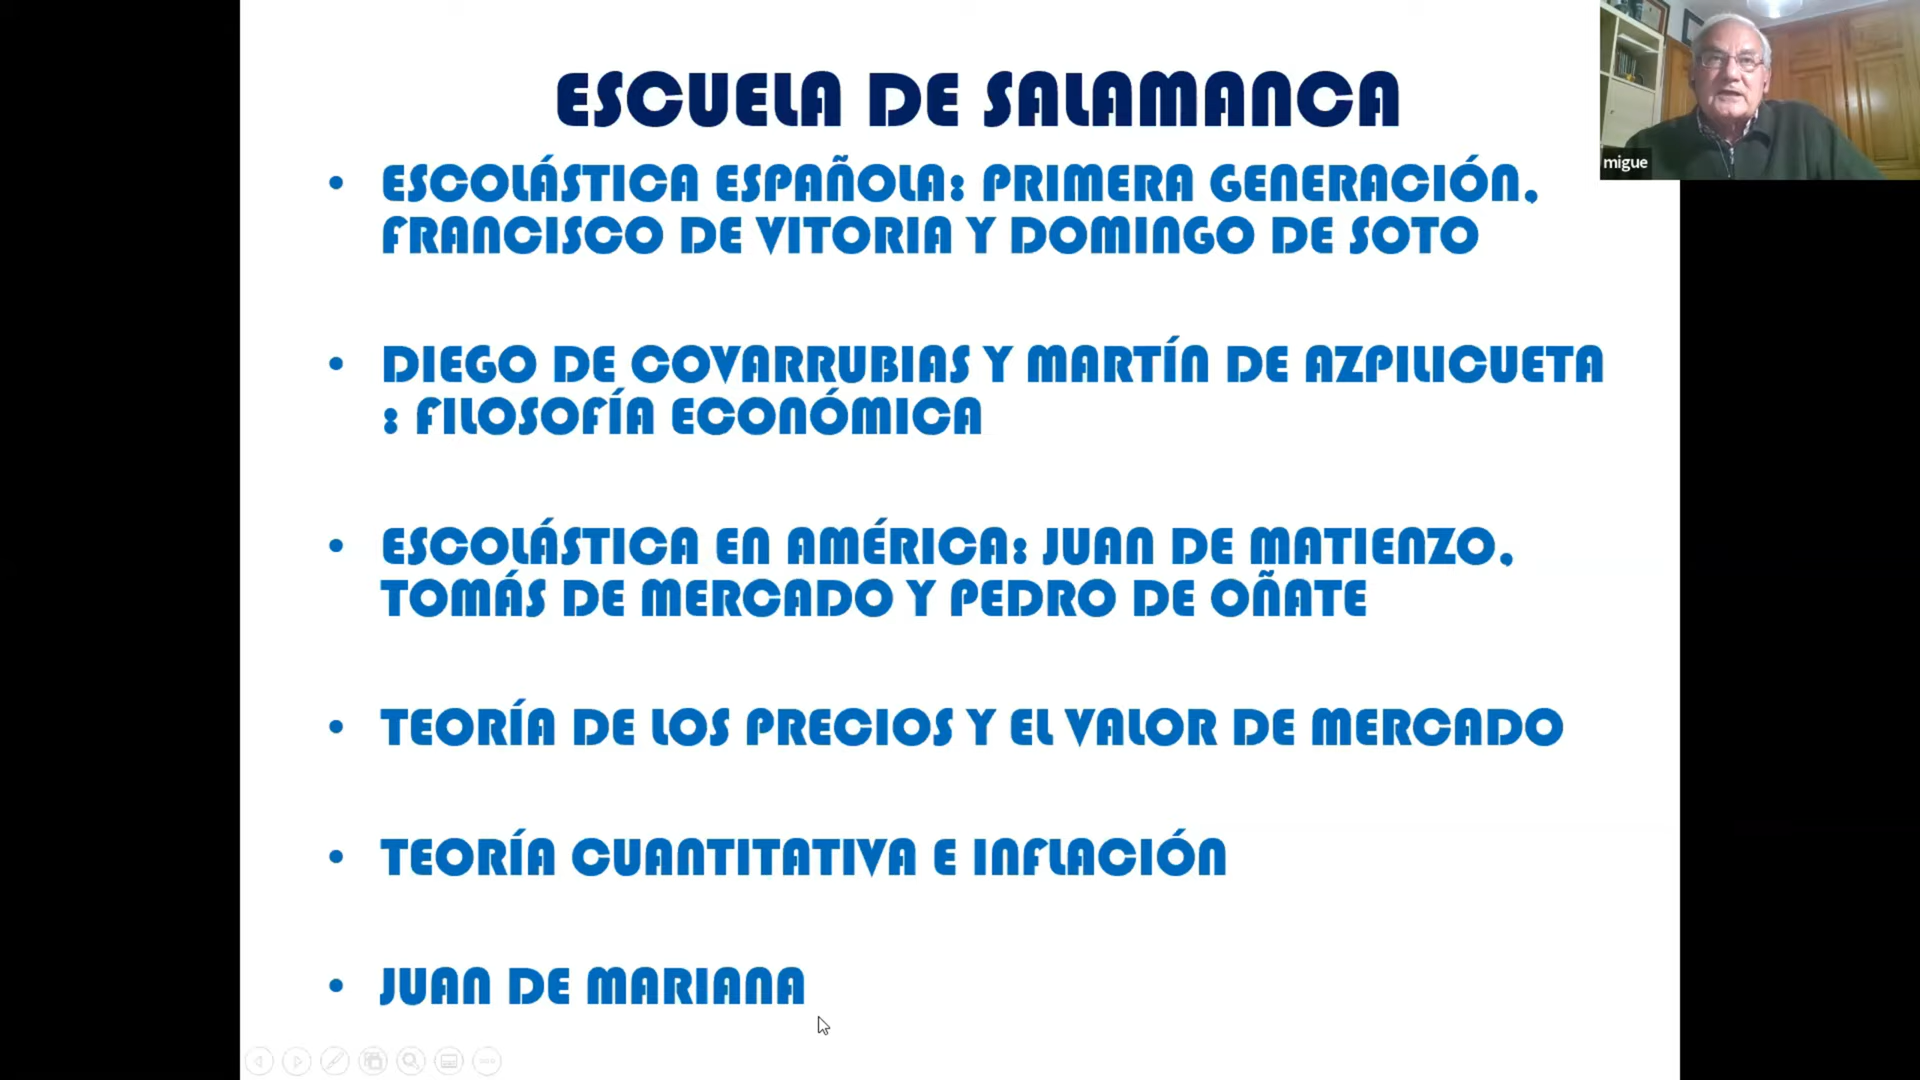 ESCUELA DE SALAMANCA
• ESCOLÁSTICA ESPAÑOLA: PRIMERA GENERACIÓN,
FRANCISCO DE VITORIA Y DOMINGO DE SOTO
• DIEGO DE COVARRUBIAS Y MARTÍN DE AZPILICUETA
: FILOSOFÍA ECONÓMICA
• ESCOLÁSTICA EN AMÉRICA: JUAN DE MATIENZO,
TOMÁS DE MERCADO Y PEDRO DE OÑATE
• TEORÍA DE LOS PRECIOS Y EL VALOR DE MERCADO
• TEORÍA CUANTITATIVA E INFLACIÓN
• JUAN DE MARIANA
migue